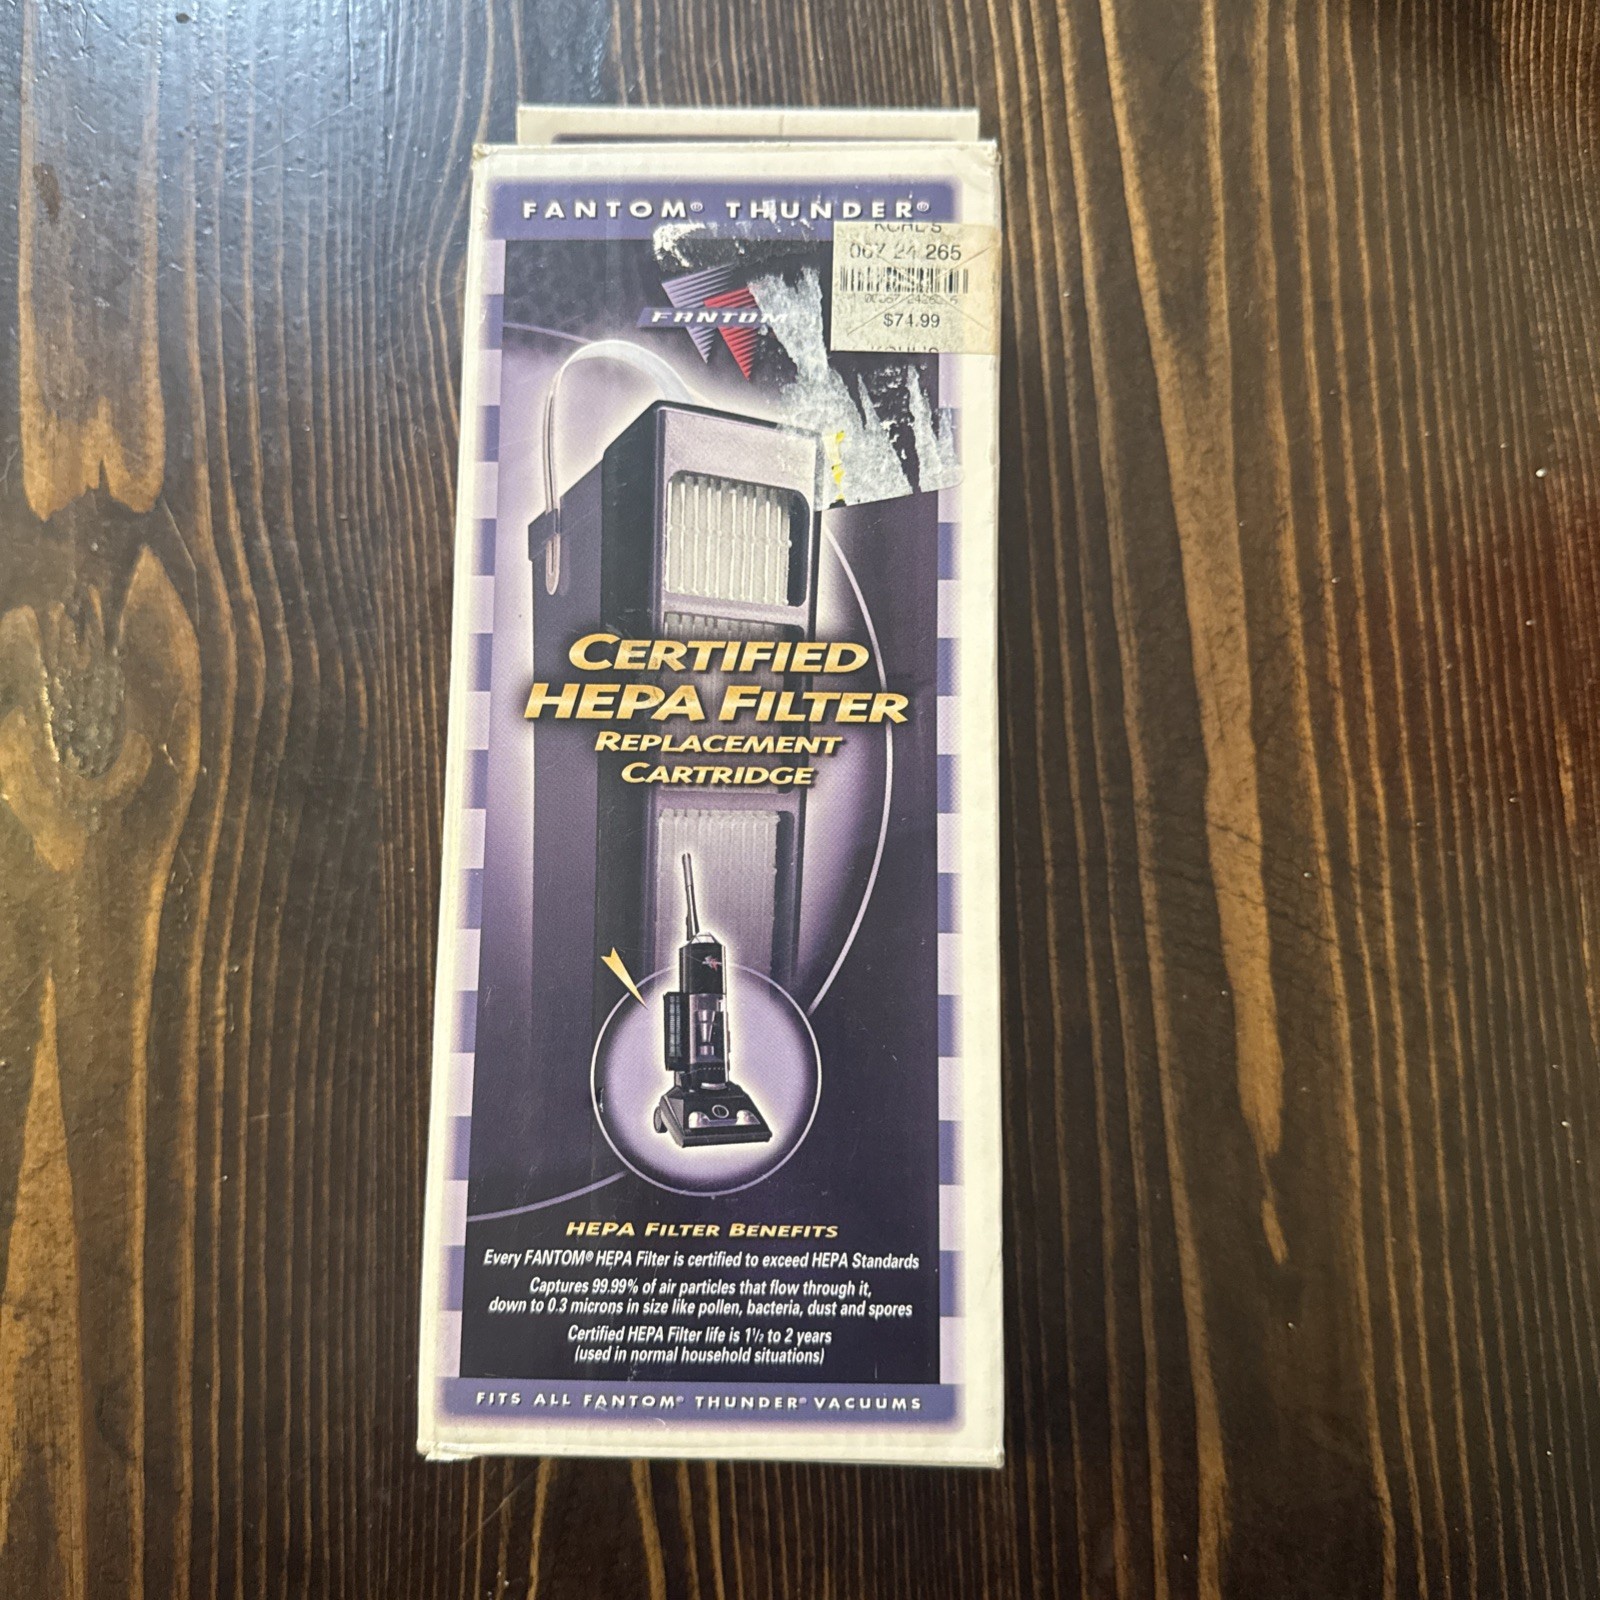 FANTOM® THUNDER®
KOHL'S
067 24 265
$74.99
FANTOM
CERTIFIED
HEPA FILTER
REPLACEMENT
CARTRIDGE
HEPA FILTER BENEFITS
Every FANTOM® HEPA Filter is certified to exceed HEPA Standards
Captures 99.99% of air particles that flow through it,
down to 0.3 microns in size like pollen, bacteria, dust and spores
Certified HEPA Filter life is 1½ to 2 years
(used in normal household situations)
FITS ALL FANTOM® THUNDER® VACUUMS